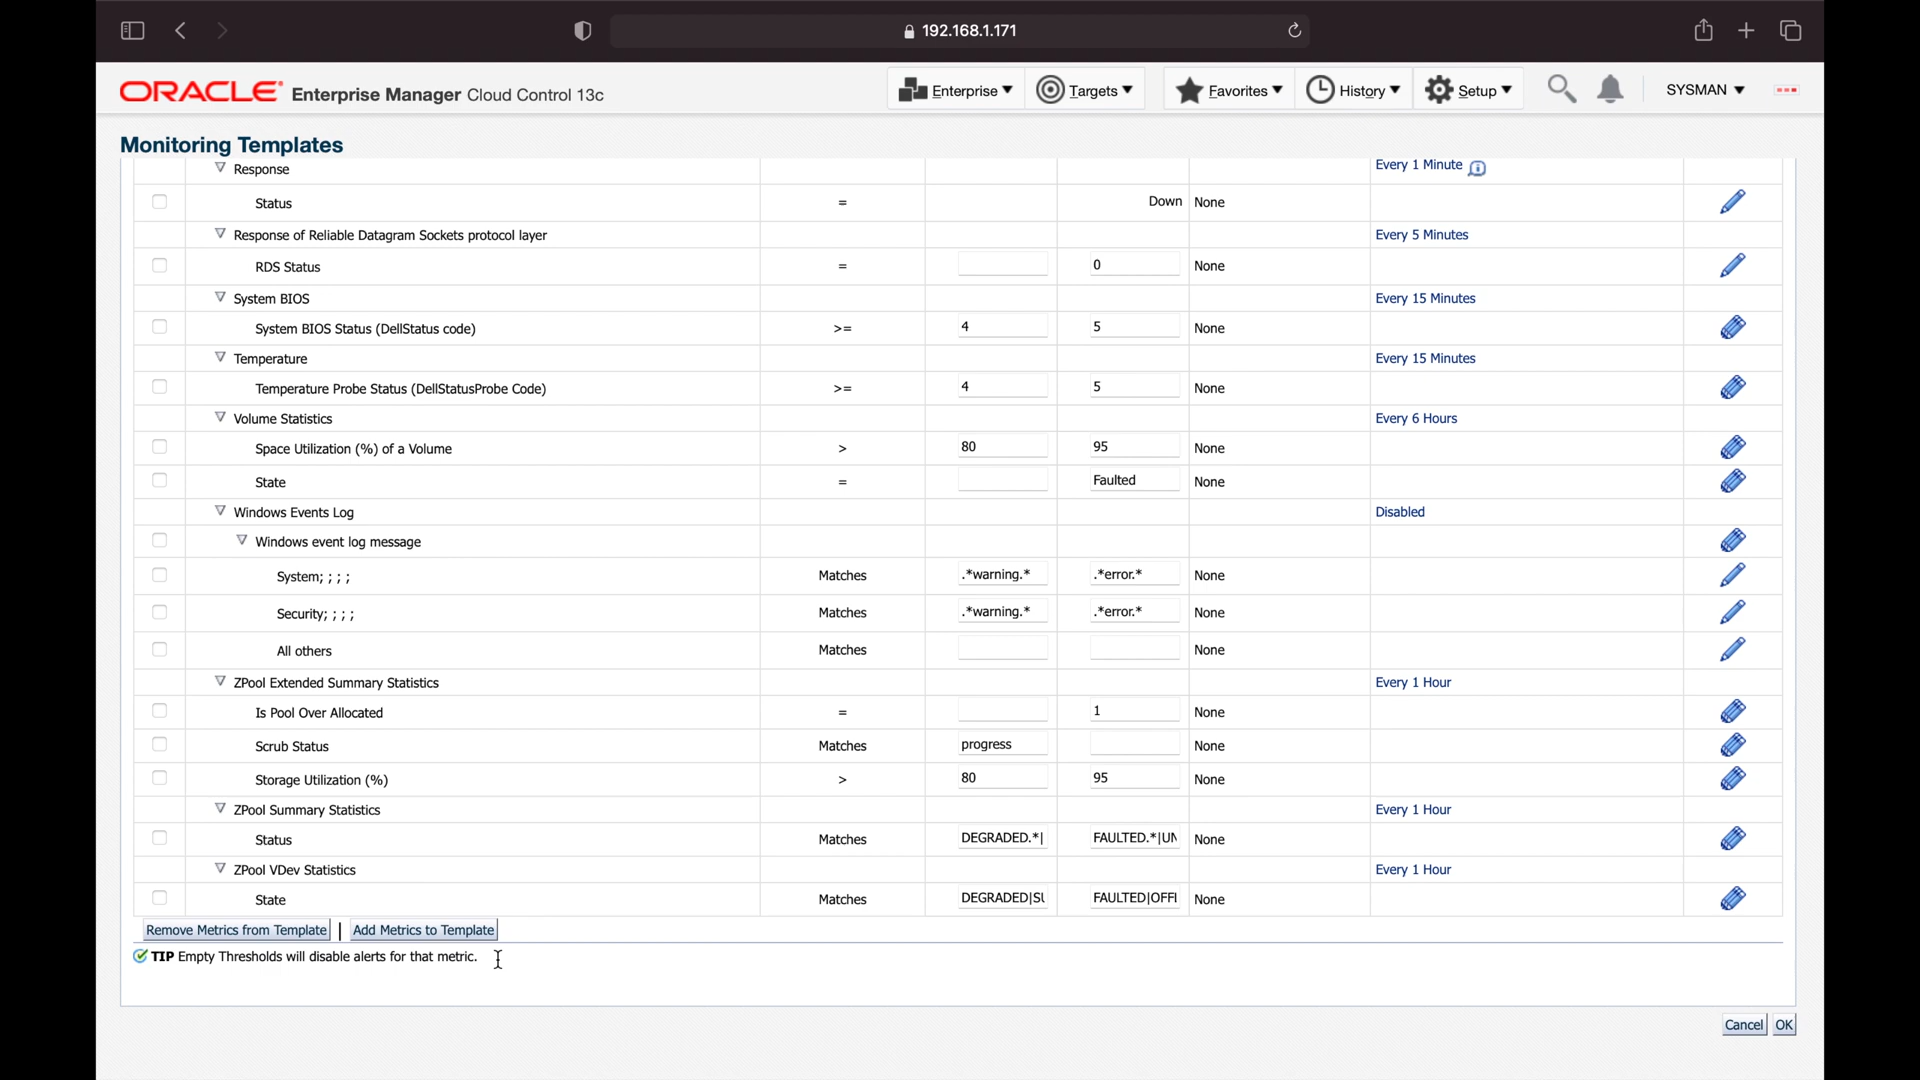 192.168.1.171
ORACLE Enterprise Manager Cloud Control 13c
Enterprise Targets Favorites History Setup SYSMAN
Monitoring Templates
Response Every 1 Minute
Status = Down None
Response of Reliable Datagram Sockets protocol layer Every 5 Minutes
RDS Status = 0 None
System BIOS Every 15 Minutes
System BIOS Status (DellStatus code) >= 4 5 None
Temperature Every 15 Minutes
Temperature Probe Status (DellStatusProbe Code) >= 4 5 None
Volume Statistics Every 6 Hours
Space Utilization (%) of a Volume > 80 95 None
State = Faulted None
Windows Events Log Disabled
Windows event log message
System; ; ; ; Matches .*warning.* .*error.* None
Security; ; ; ; Matches .*warning.* .*error.* None
All others Matches None
ZPool Extended Summary Statistics Every 1 Hour
Is Pool Over Allocated = 1 None
Scrub Status Matches progress None
Storage Utilization (%) > 80 95 None
ZPool Summary Statistics Every 1 Hour
Status Matches DEGRADED.*| FAULTED.*|UN None
ZPool VDev Statistics Every 1 Hour
State Matches DEGRADED|SU FAULTED|OFFI None
Remove Metrics from Template | Add Metrics to Template
TIP Empty Thresholds will disable alerts for that metric.
Cancel OK